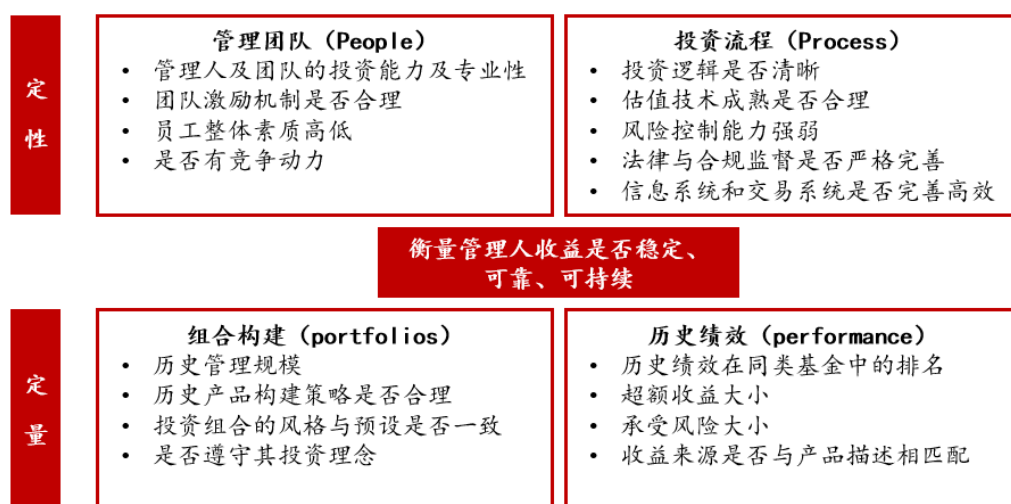 定
性
管理团队（People）
• 管理人及团队的投资能力及专业性
• 团队激励机制是否合理
• 员工整体素质高低
• 是否有竞争动力
投资流程（Process）
• 投资逻辑是否清晰
• 估值技术成熟是否合理
• 风险控制能力强弱
• 法律与合规监督是否严格完善
• 信息系统和交易系统是否完善高效
衡量管理人收益是否稳定、
可靠、可持续
定
量
组合构建（portfolios）
• 历史管理规模
• 历史产品构建策略是否合理
• 投资组合的风格与预设是否一致
• 是否遵守其投资理念
历史绩效（performance）
• 历史绩效在同类基金中的排名
• 超额收益大小
• 承受风险大小
• 收益来源是否与产品描述相匹配